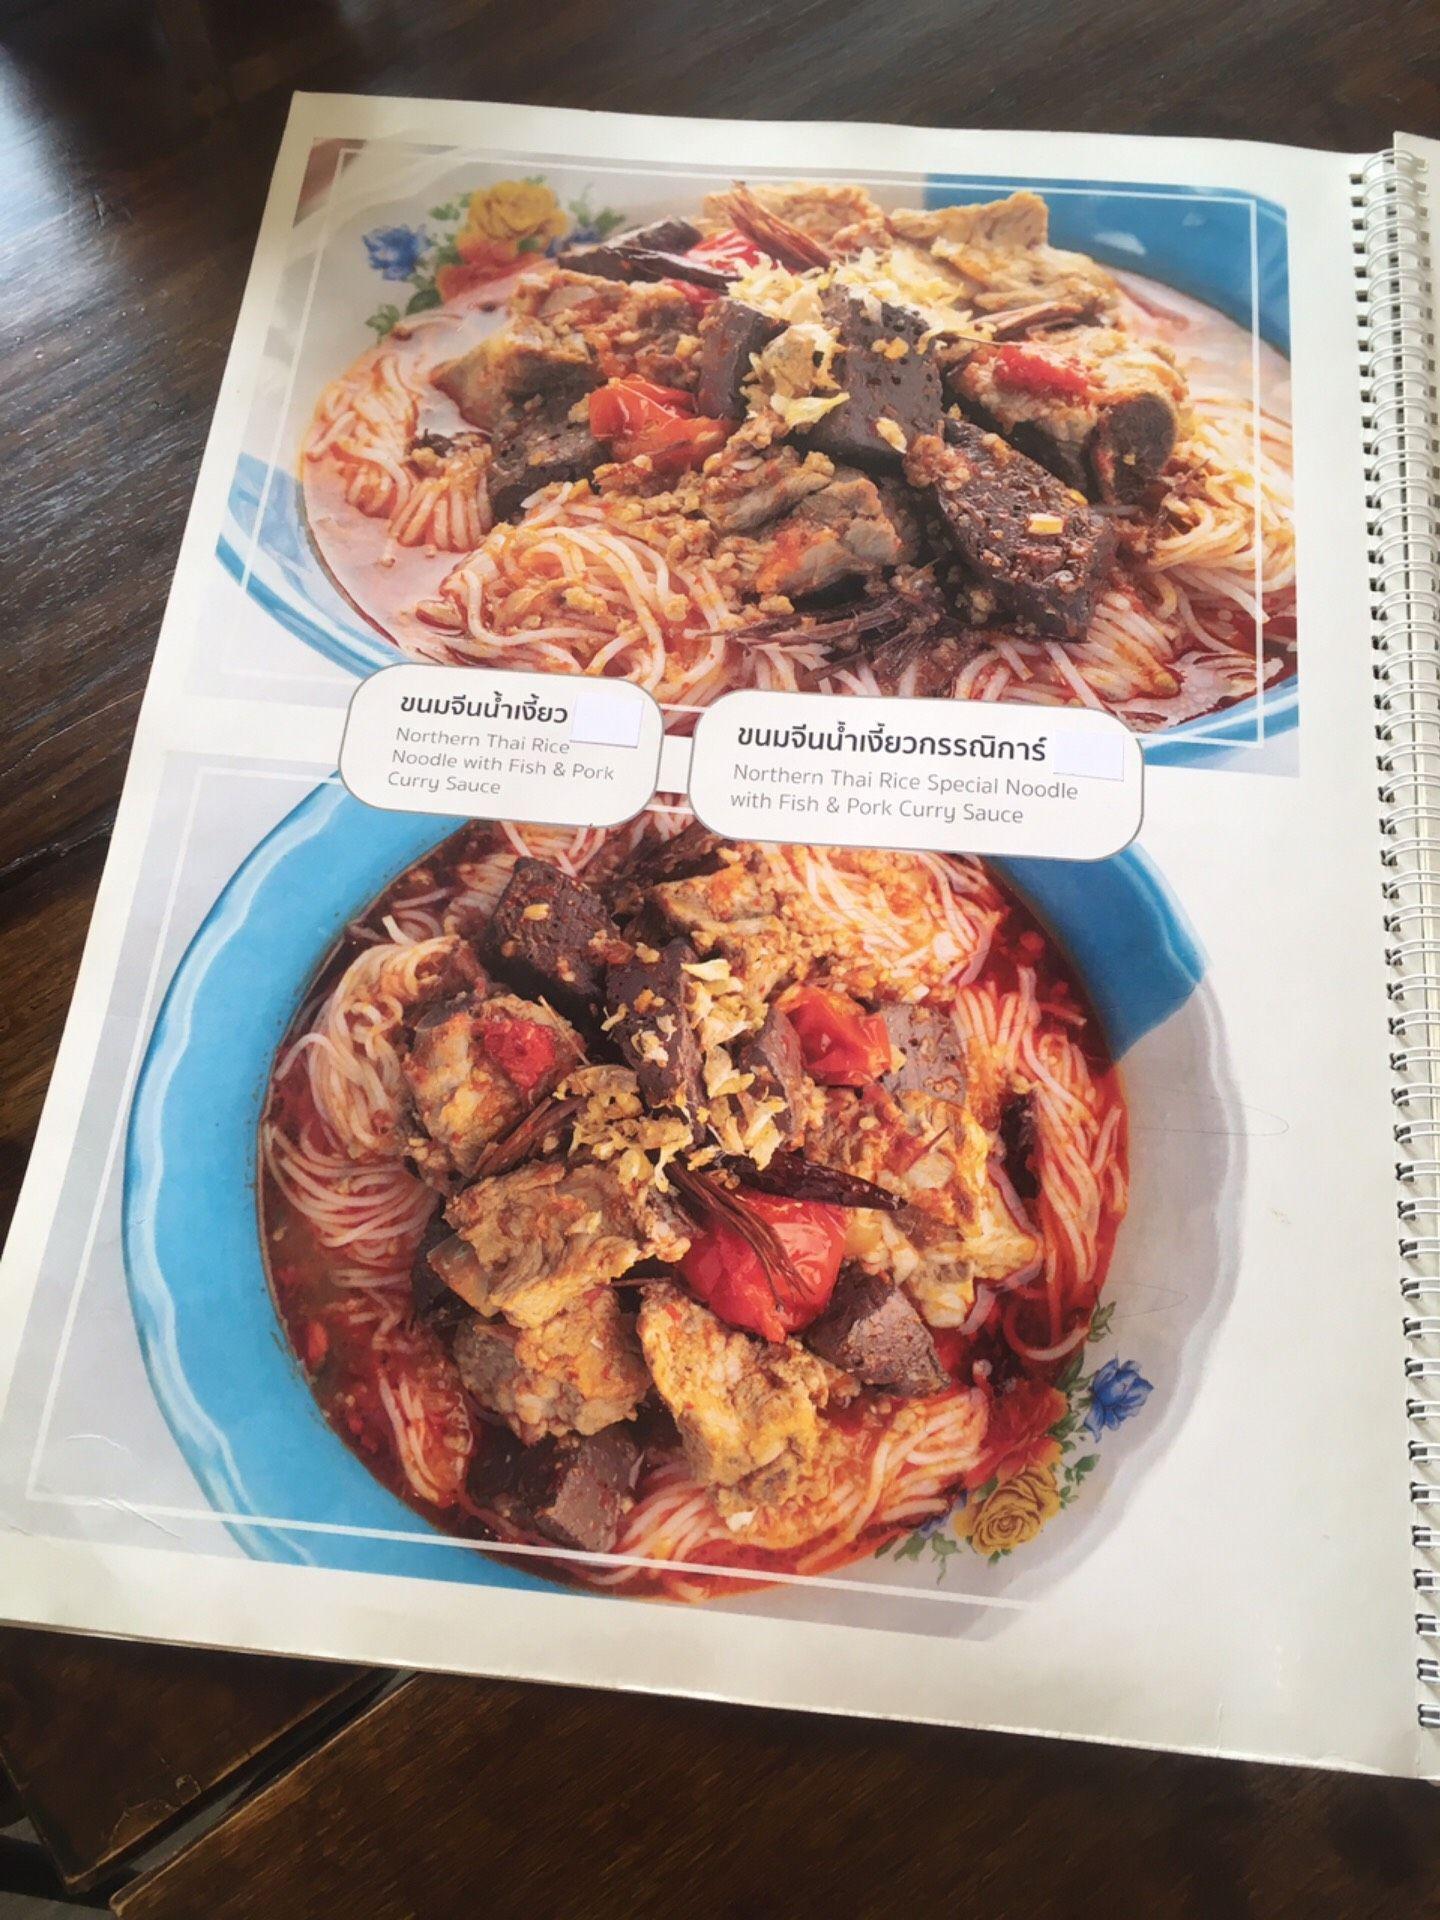 ขนมจีนน้ำเงี้ยว
Northern Thai Rice
Noodle with Fish & Pork
Curry Sauce
ขนมจีนน้ำเงี้ยวกรรณิการ์
Northern Thai Rice Special Noodle
with Fish & Pork Curry Sauce